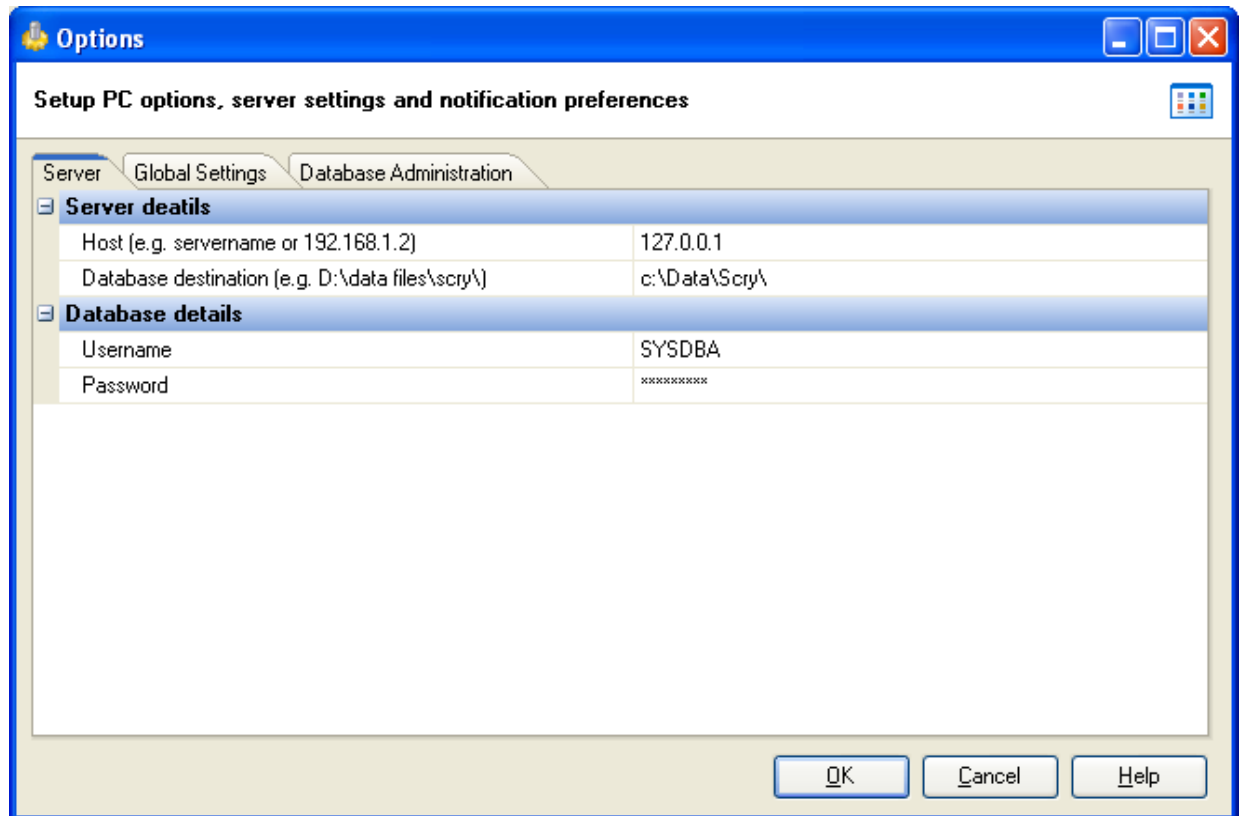 Options
Setup PC options, server settings and notification preferences
Server Global Settings Database Administration
Server deatils
Host (e.g. servername or 192.168.1.2) 127.0.0.1
Database destination (e.g. D:\data files\scry\) c:\Data\Scry\
Database details
Username SYSDBA
Password *********
OK Cancel Help